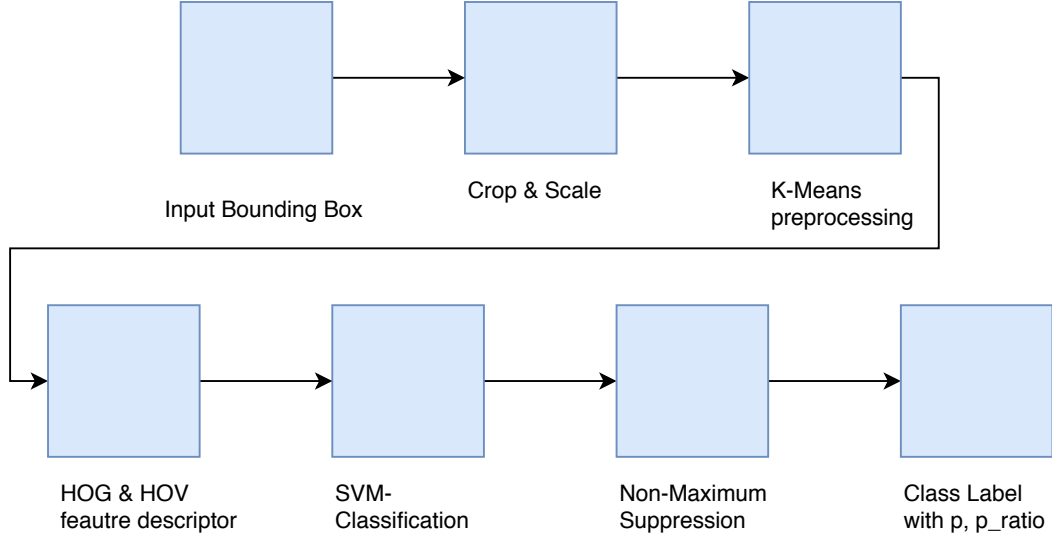 Input Bounding Box
Crop & Scale
K-Means
preprocessing
HOG & HOV
feautre descriptor
SVM-
Classification
Non-Maximum
Suppression
Class Label
with p, p_ratio